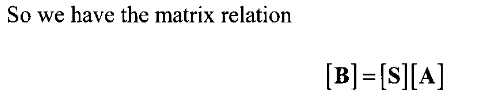 So we have the matrix relation
[B]=[S][A]